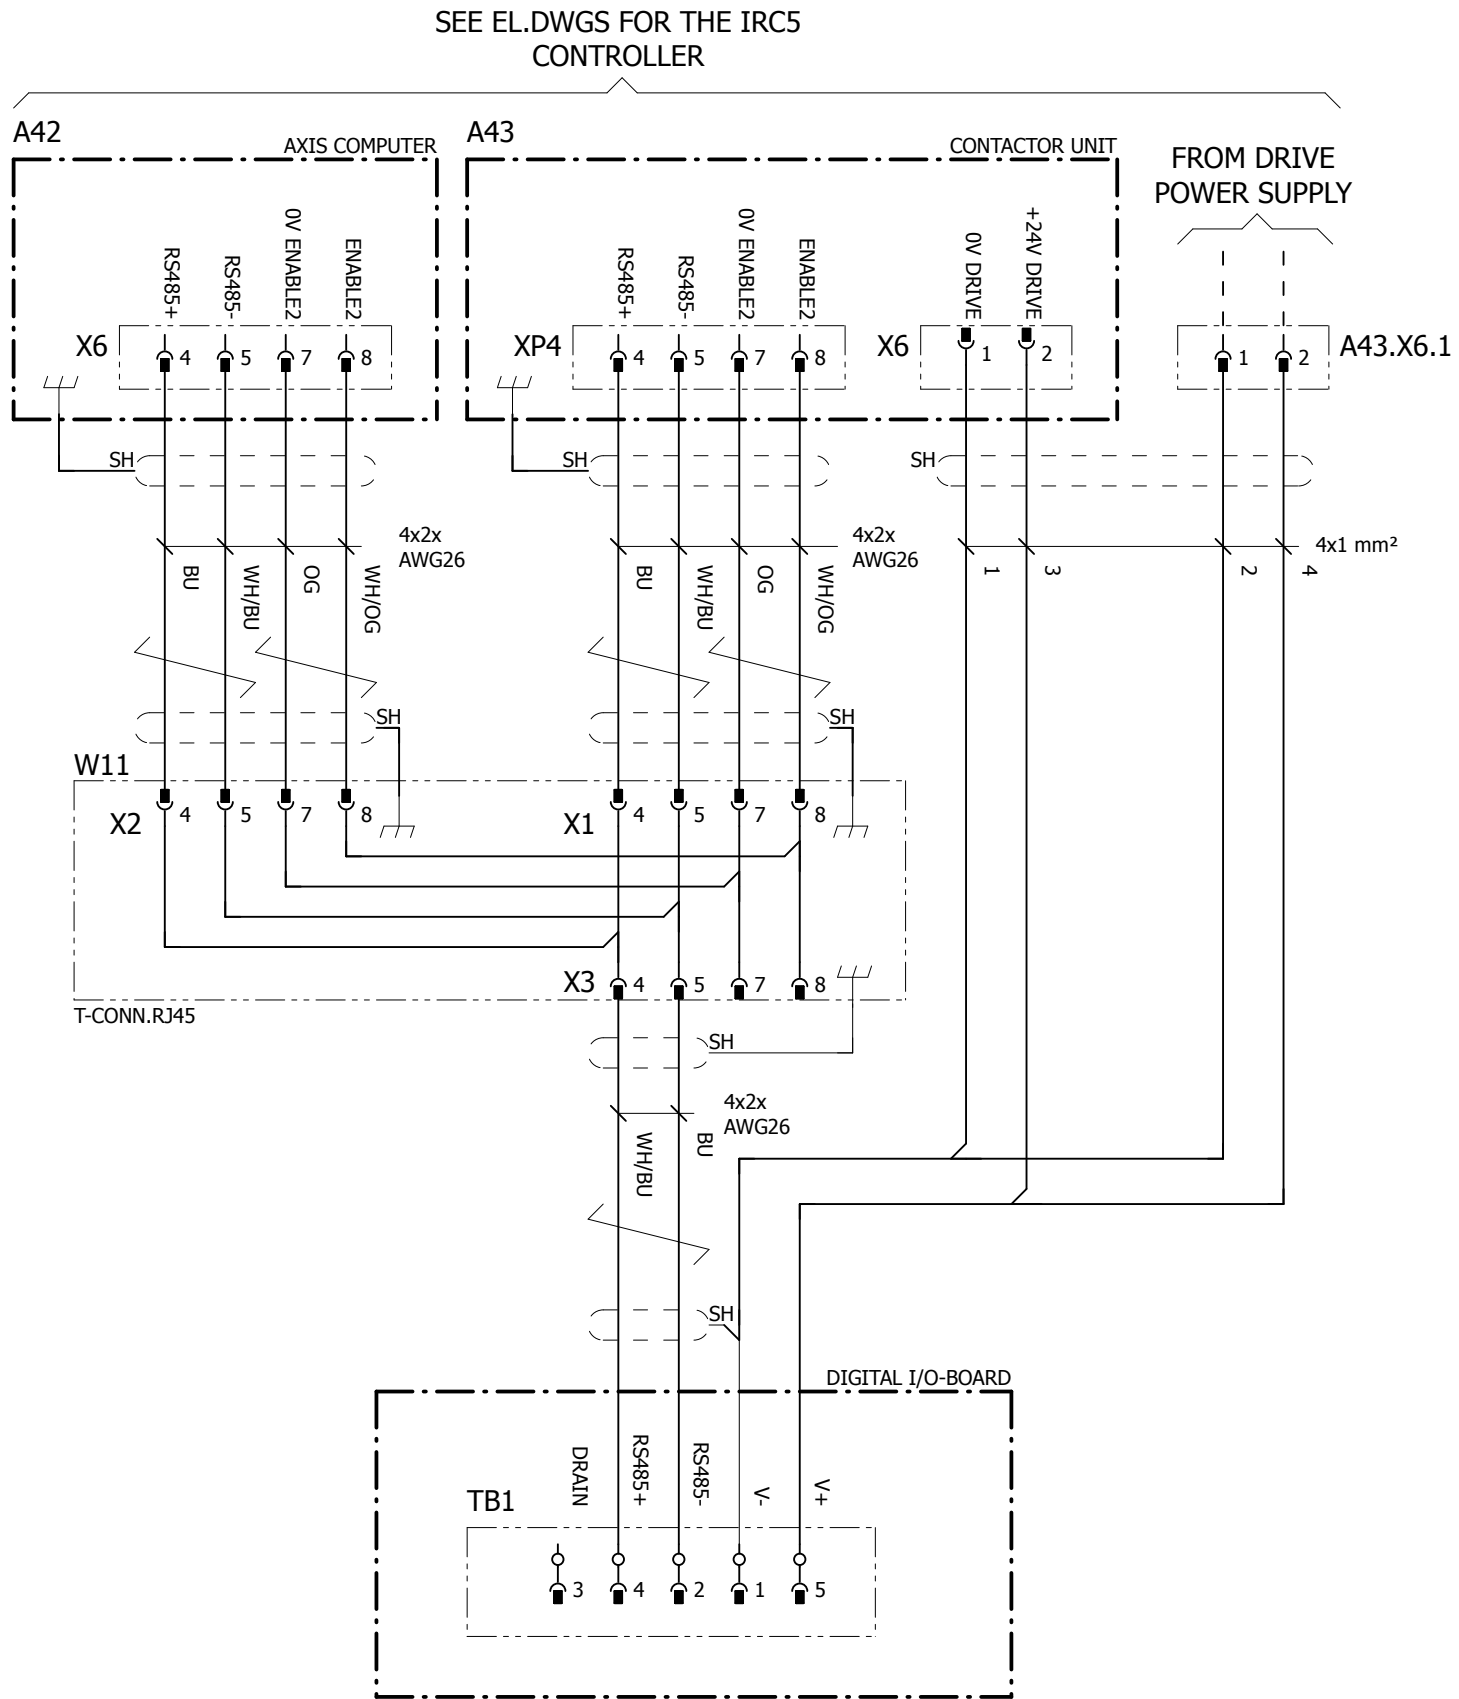 SEE EL.DWGS FOR THE IRC5
CONTROLLER
A42
AXIS COMPUTER
A43
CONTACTOR UNIT
FROM DRIVE
POWER SUPPLY
RS485+
RS485-
0V ENABLE2
ENABLE2
RS485+
RS485-
0V ENABLE2
ENABLE2
0V DRIVE
+24V DRIVE
X6
4
5
7
8
XP4
4
5
7
8
X6
1
2
1
2
A43.X6.1
SH
SH
SH
4x2x
AWG26
4x2x
AWG26
4x1 mm²
BU
WH/BU
OG
WH/OG
BU
WH/BU
OG
WH/OG
1
3
2
4
SH
SH
W11
X2
4
5
7
8
X1
4
5
7
8
X3
4
5
7
8
T-CONN.RJ45
SH
4x2x
AWG26
WH/BU
BU
SH
DIGITAL I/O-BOARD
DRAIN
RS485+
RS485-
V-
V+
TB1
3
4
2
1
5